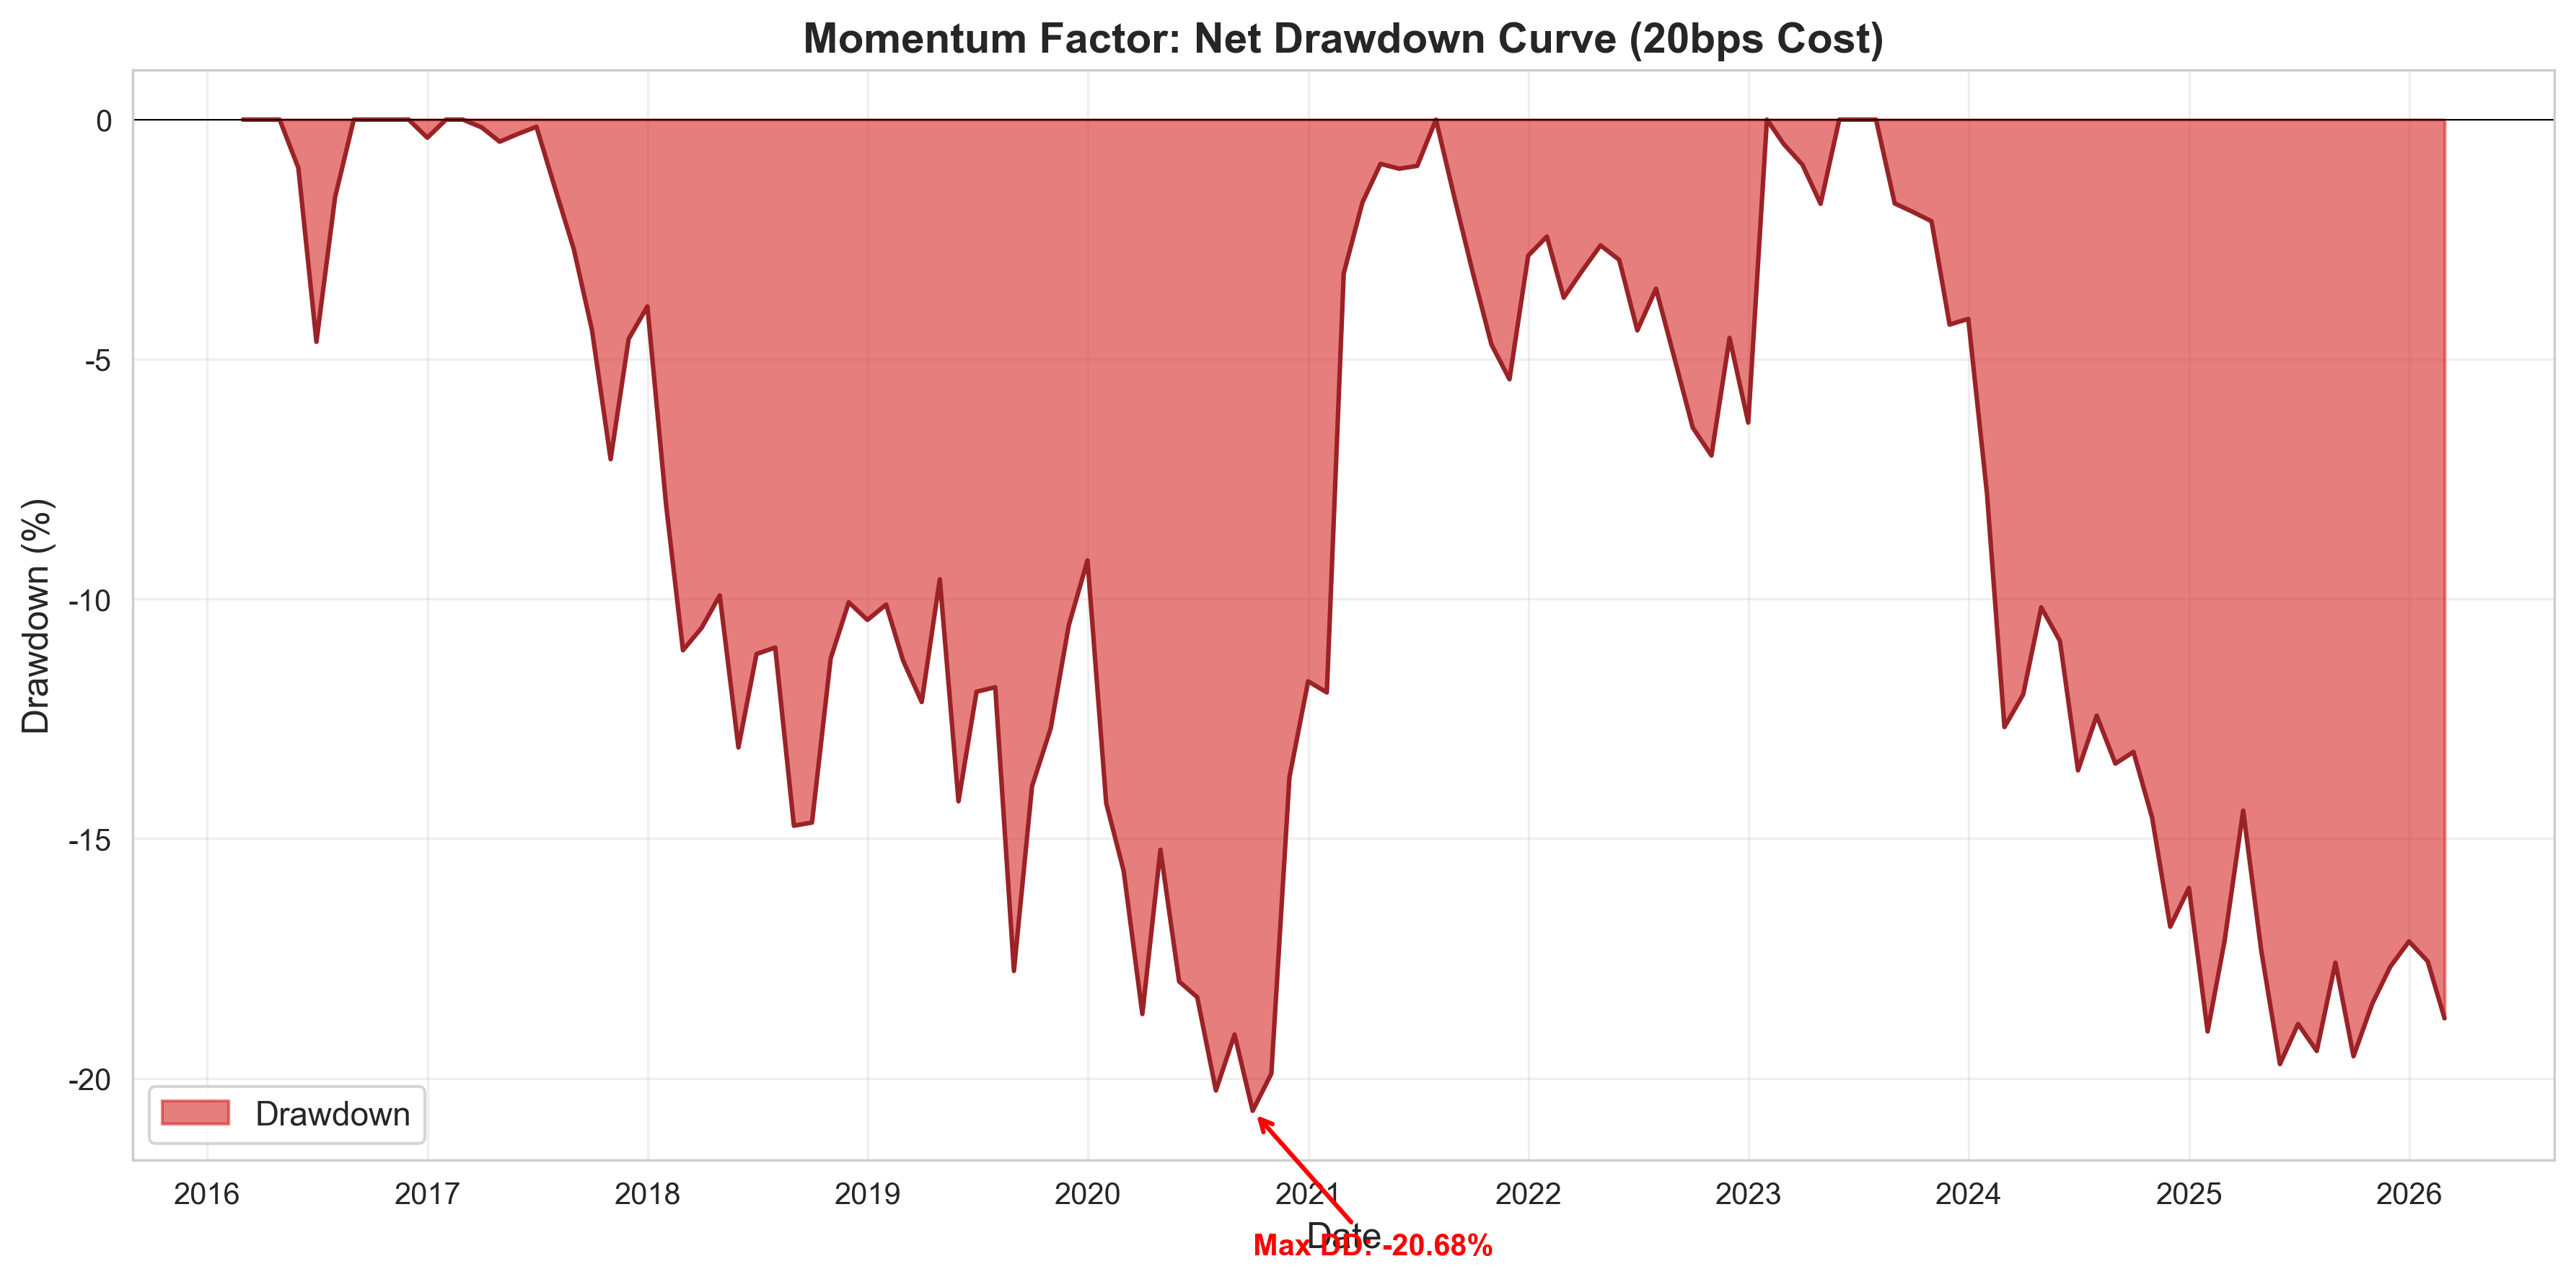 Momentum Factor: Net Drawdown Curve (20bps Cost)
Drawdown (%)
0
-5
-10
-15
-20
Drawdown
2016 2017 2018 2019 2020 2021 2022 2023 2024 2025 2026
Date
Max DD: -20.68%